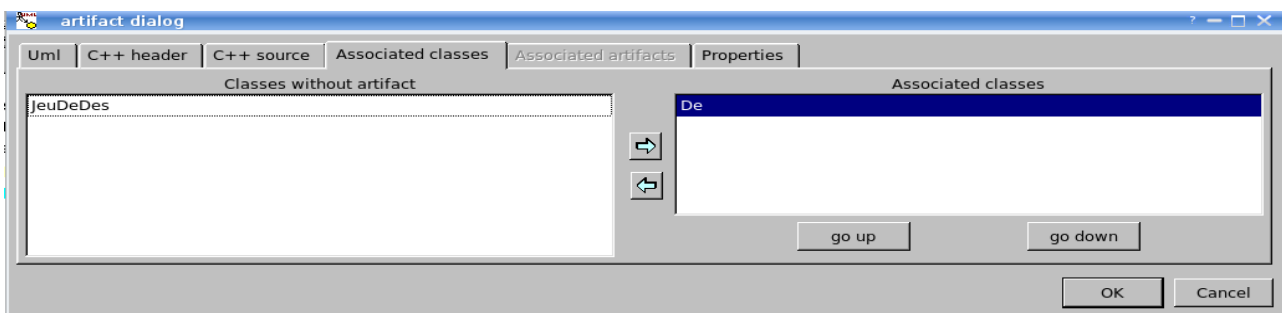 artifact dialog
Uml C++ header C++ source Associated classes Associated artifacts Properties
Classes without artifact Associated classes
JeuDeDes De
go up go down
OK Cancel